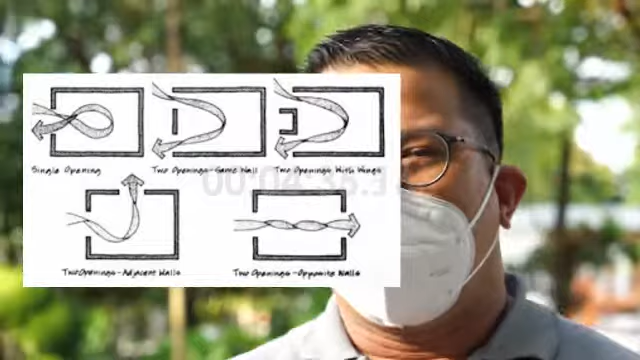 Single Opening
Two Openings-Same Wall
Two Openings With Wings
Two Openings-Adjacent Walls
Two Openings-Opposite Walls